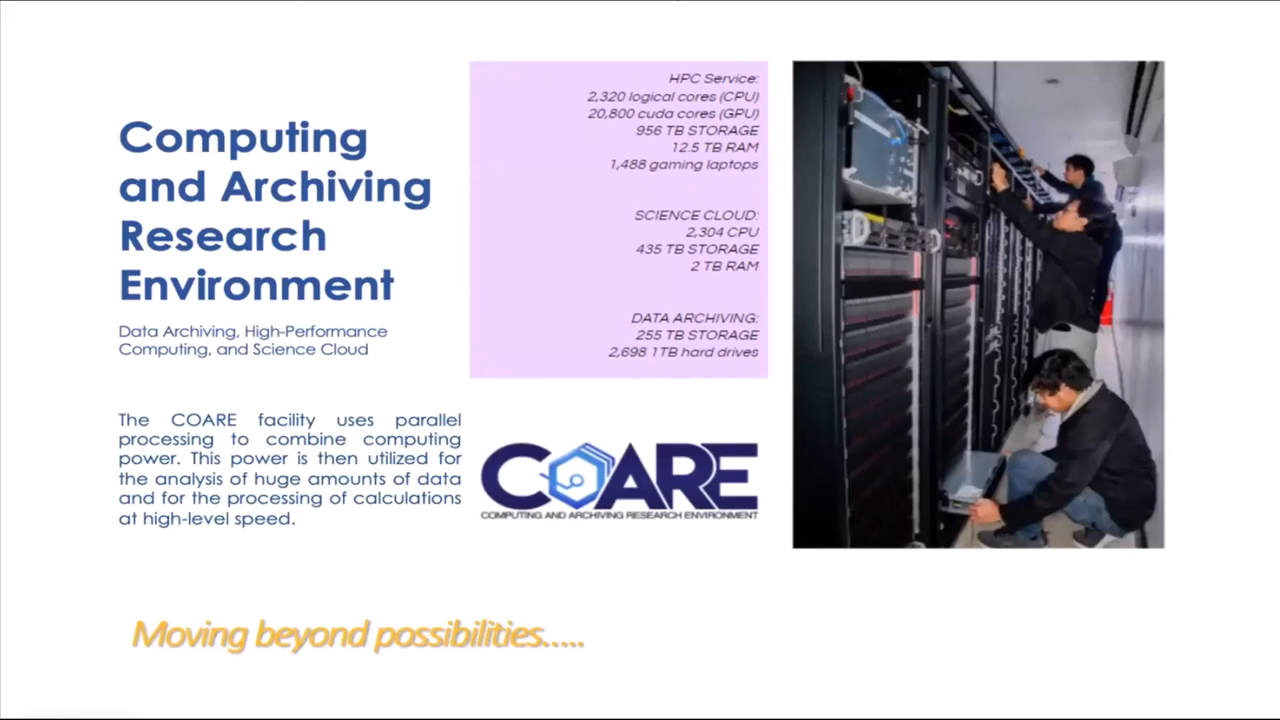 Computing
and Archiving
Research
Environment
Data Archiving, High-Performance
Computing, and Science Cloud
The COARE facility uses parallel
processing to combine computing
power. This power is then utilized for
the analysis of huge amounts of data
and for the processing of calculations
at high-level speed.
HPC Service:
2,320 logical cores (CPU)
20,800 cuda cores (GPU)
956 TB STORAGE
12.5 TB RAM
1,488 gaming laptops
SCIENCE CLOUD:
2,304 CPU
435 TB STORAGE
2 TB RAM
DATA ARCHIVING:
255 TB STORAGE
2,698 1TB hard drives
COARE
COMPUTING AND ARCHIVING RESEARCH ENVIRONMENT
Moving beyond possibilities.....